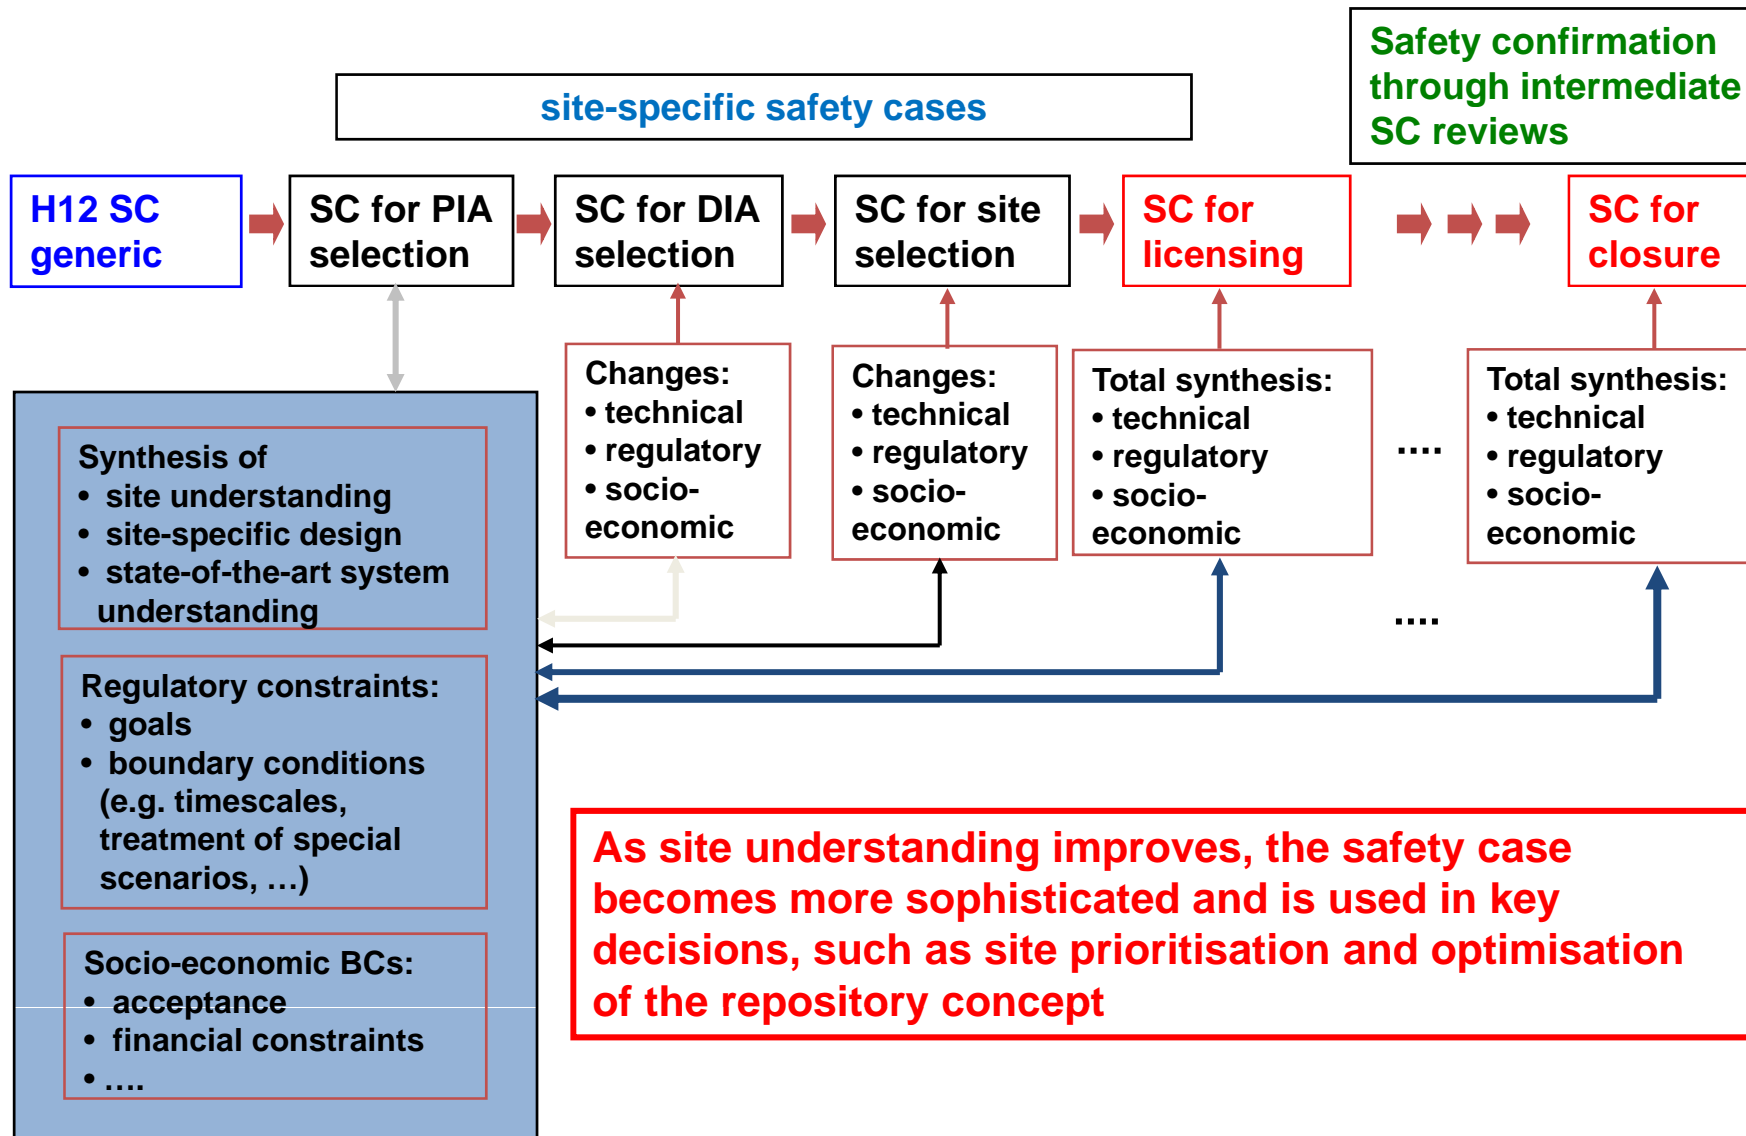 Safety confirmation
through intermediate
SC reviews
site-specific safety cases
H12 SC
generic
SC for PIA
selection
SC for DIA
selection
SC for site
selection
SC for
licensing
SC for
closure
Changes:
• technical
• regulatory
• socio-
economic
Changes:
• technical
• regulatory
• socio-
economic
Total synthesis:
• technical
• regulatory
• socio-
economic
....
....
Total synthesis:
• technical
• regulatory
• socio-
economic
Synthesis of
• site understanding
• site-specific design
• state-of-the-art system
understanding
Regulatory constraints:
• goals
• boundary conditions
(e.g. timescales,
treatment of special
scenarios, …)
Socio-economic BCs:
• acceptance
• financial constraints
• ….
As site understanding improves, the safety case
becomes more sophisticated and is used in key
decisions, such as site prioritisation and optimisation
of the repository concept